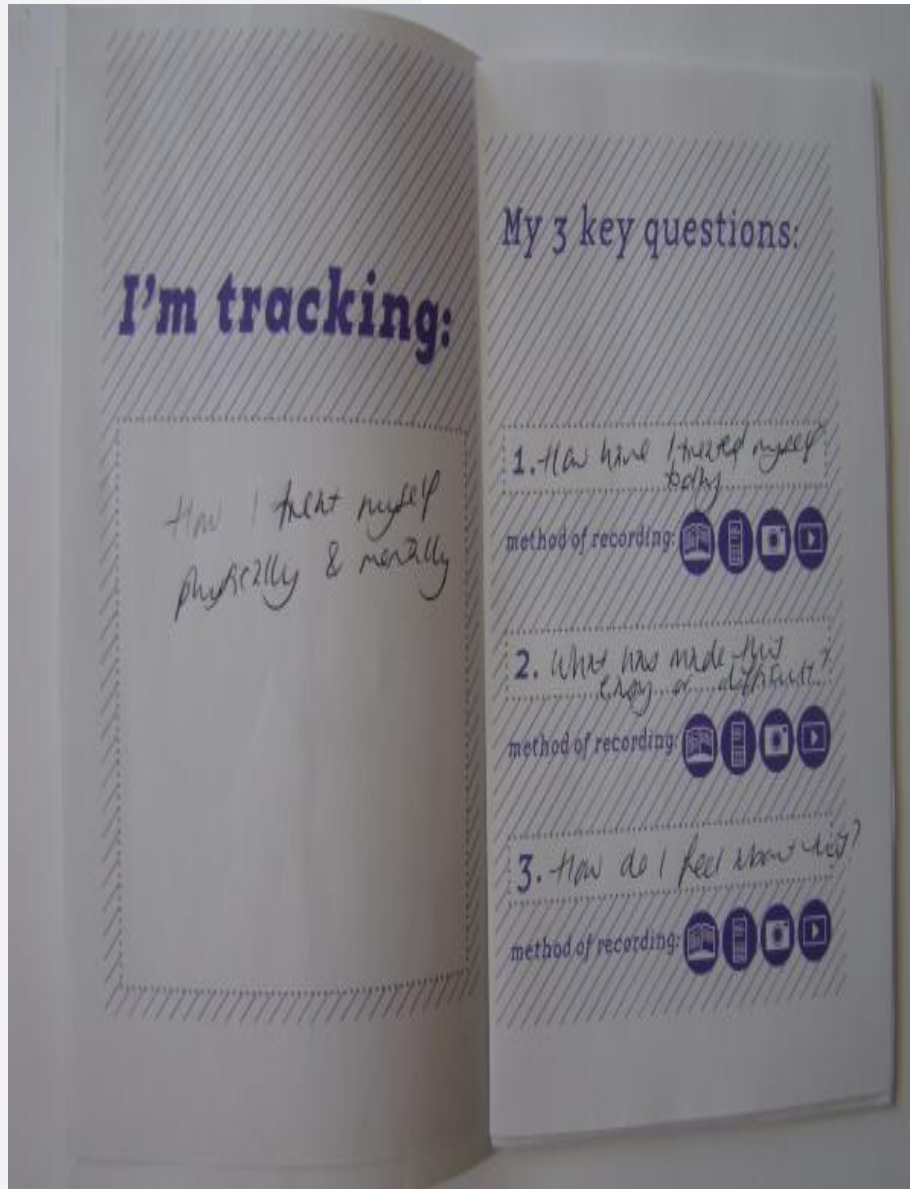 I'm tracking:
How I treat myself
physically & mentally
My 3 key questions:
1. How have I treated myself
today
method of recording:
2. What has made this
easy or difficult?
method of recording:
3. How do I feel about this?
method of recording: